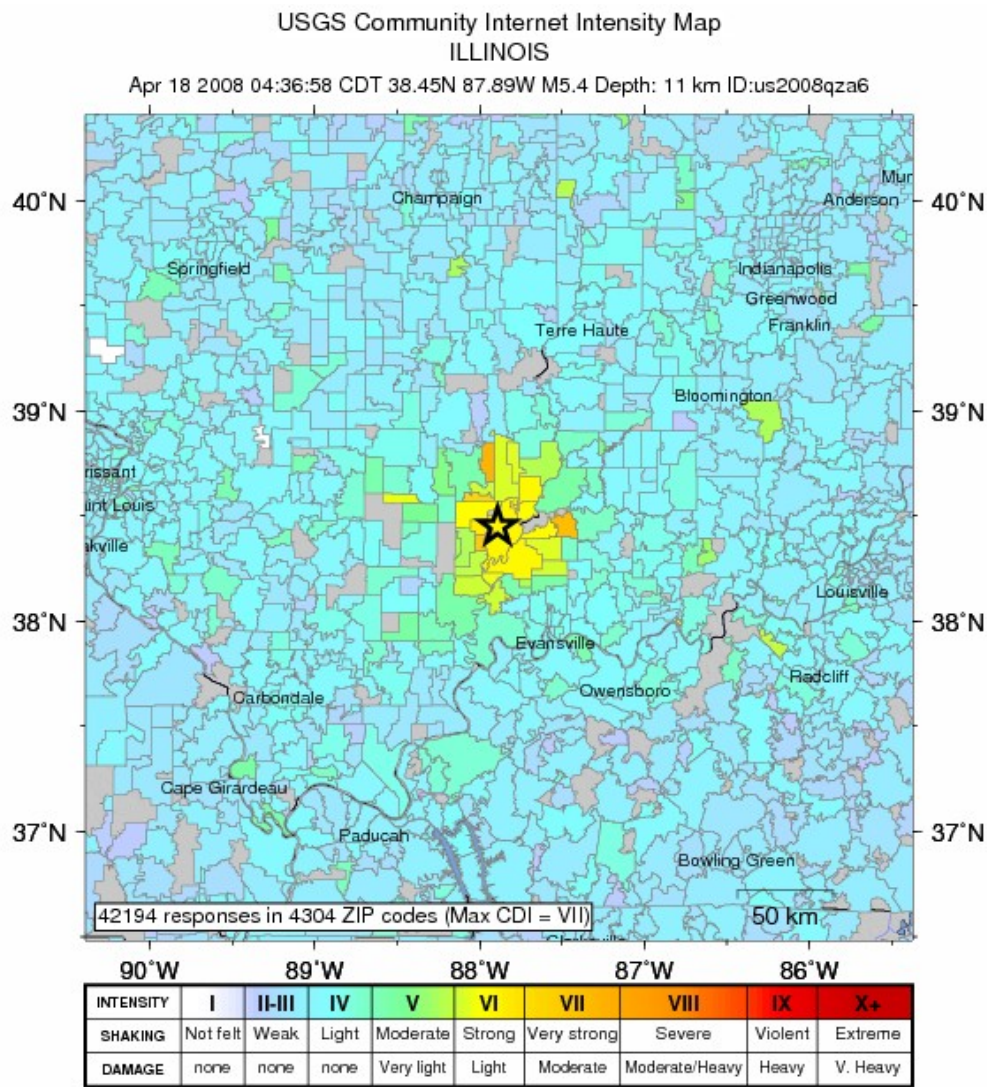 USGS Community Internet Intensity Map
ILLINOIS
Apr 18 2008 04:36:58 CDT 38.45N 87.89W M5.4 Depth: 11 km ID:us2008qza6
40°N
Champaign
Mun
Anderson
40°N
Springfield
Indianapolis
Greenwood
Terre Haute
Franklin
39°N
Bloomington
39°N
rissant
int Louis
akville
Louisville
38°N
Evansville
38°N
Radcliff
Owensboro
Carbondale
Cape Girardeau
37°N
Paducah
37°N
Bowling Green
42194 responses in 4304 ZIP codes (Max CDI = VII)
50 km
90°W 89°W 88°W 87°W 86°W
INTENSITY I II-III IV V VI VII VIII IX X+
SHAKING Not felt Weak Light Moderate Strong Very strong Severe Violent Extreme
DAMAGE none none none Very light Light Moderate Moderate/Heavy Heavy V. Heavy